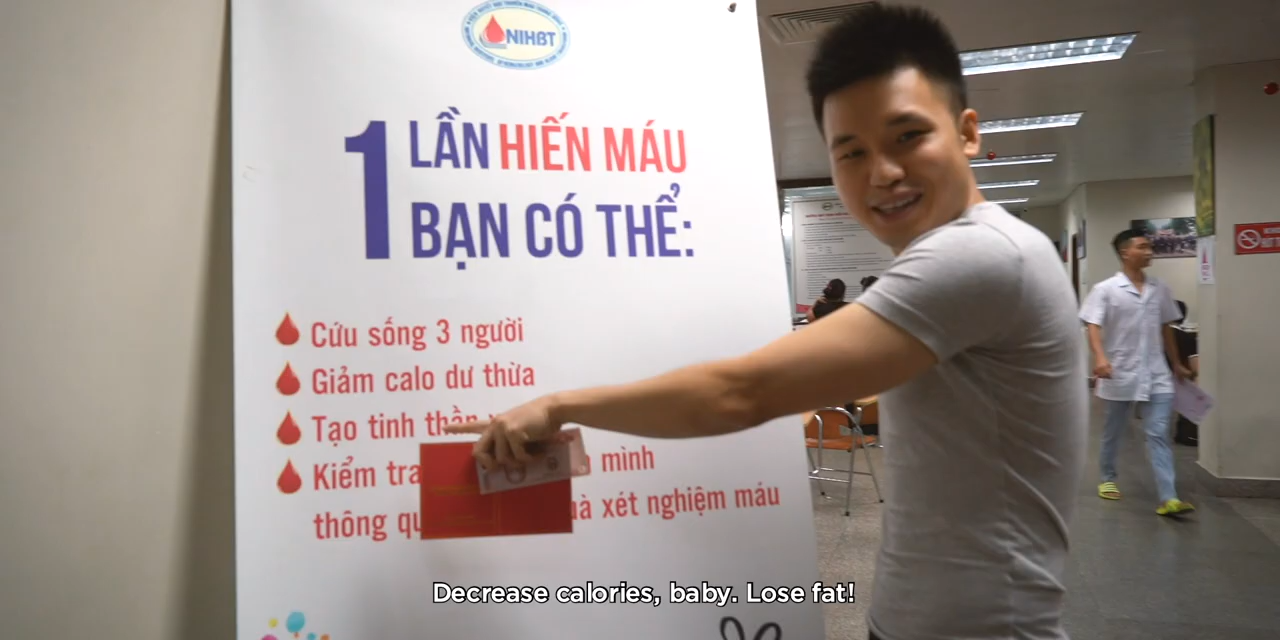 NIHBT
1 LẦN HIẾN MÁU
BẠN CÓ THỂ:
Cứu sống 3 người
Giảm calo dư thừa
Tạo tinh thần
Kiểm tra mình
thông xét nghiệm máu
Decrease calories, baby. Lose fat!